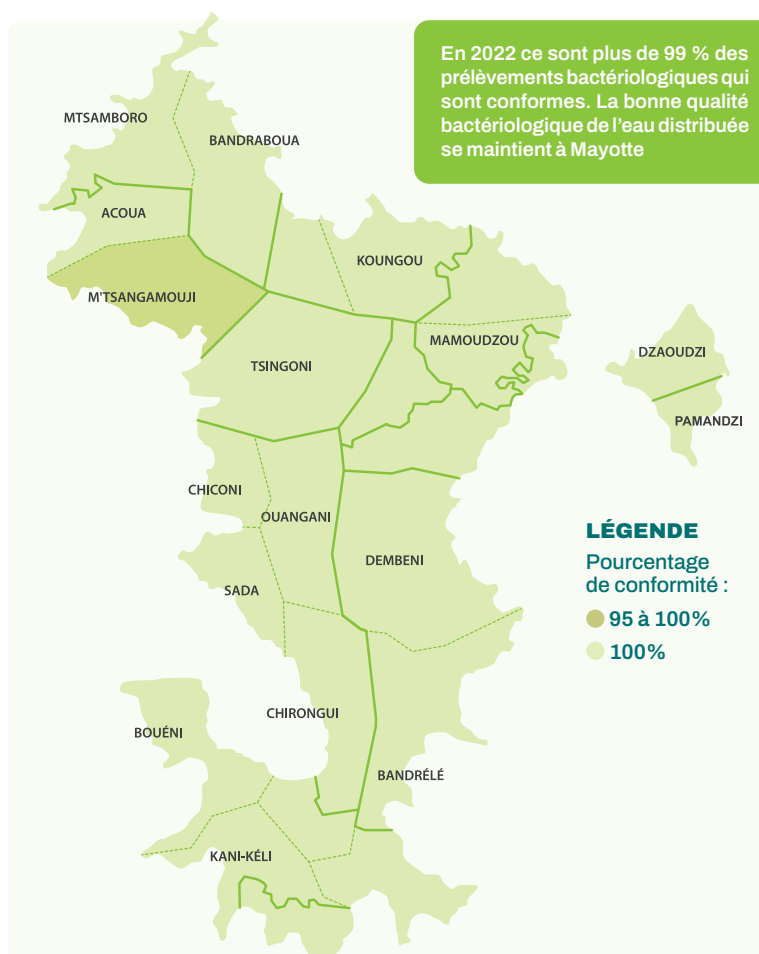 En 2022 ce sont plus de 99 % des
prélèvements bactériologiques qui
sont conformes. La bonne qualité
bactériologique de l'eau distribuée
se maintient à Mayotte
MTSAMBORO
BANDRABOUA
ACOUA
KOUNGOU
M'TSANGAMOUJI
MAMOUDZOU
DZAOUDZI
TSINGONI
PAMANDZI
CHICONI
OUANGANI
DEMBENI
SADA
LÉGENDE
Pourcentage
de conformité :
95 à 100%
100%
CHIRONGUI
BOUÉNI
BANDRÉLÉ
KANI-KÉLI